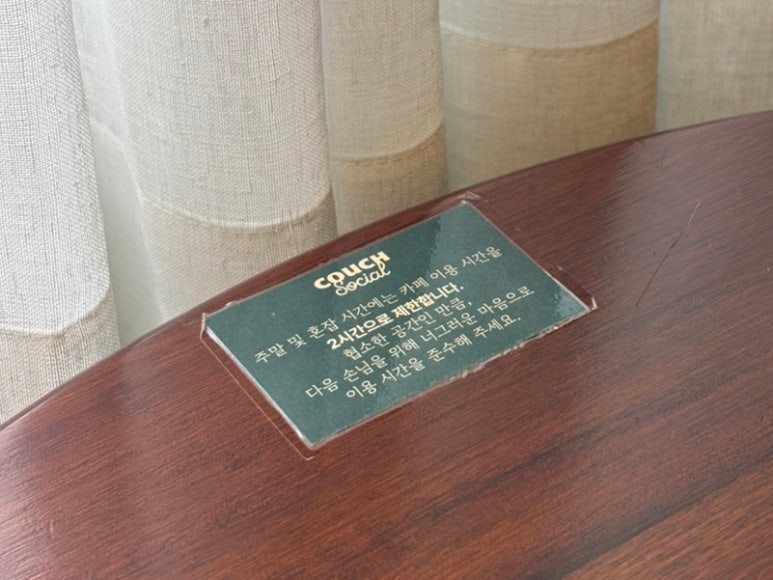 COUCH
Social
주말 및 혼잡 시간에는 카페 이용 시간을
2시간으로 제한합니다.
협소한 공간인 만큼,
다음 손님을 위해 너그러운 마음으로
이용 시간을 준수해 주세요.